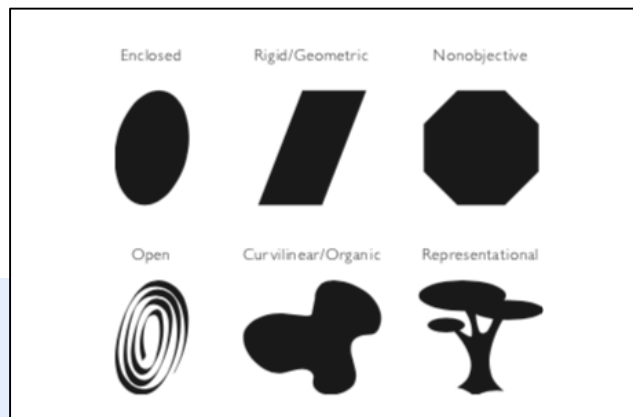 Enclosed Rigid/Geometric Nonobjective
Open Curvilinear/Organic Representational